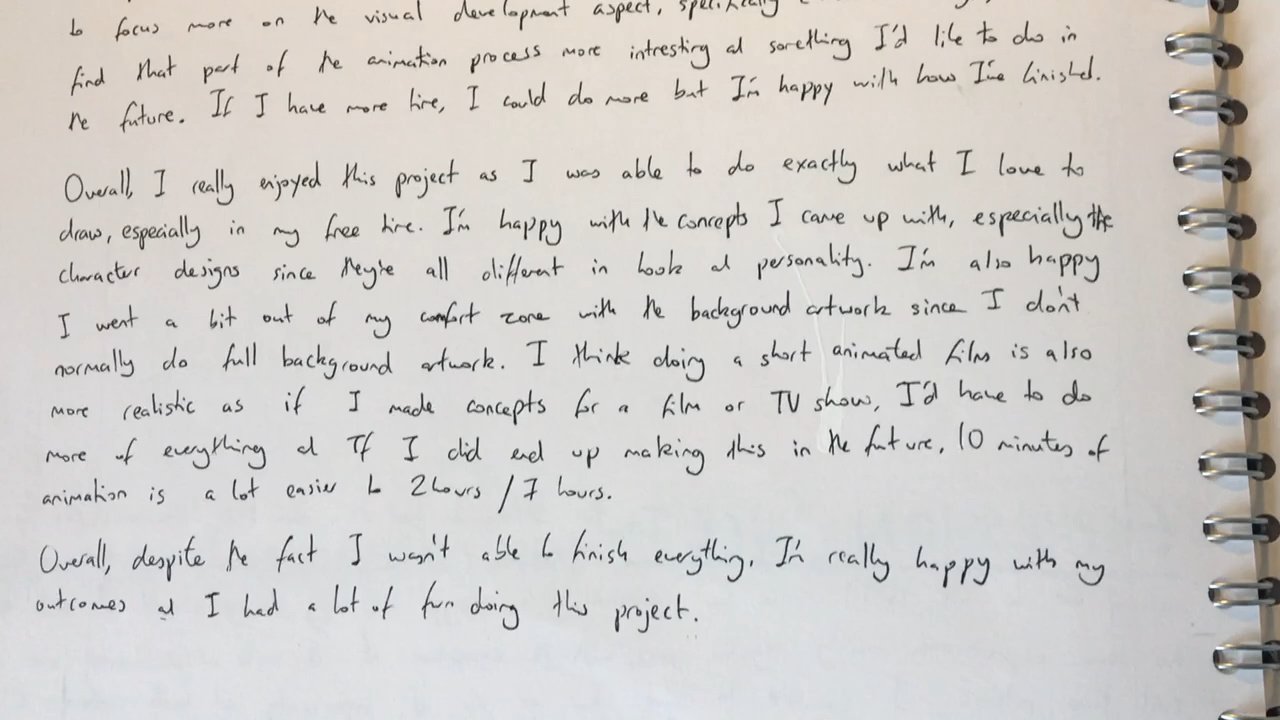 to focus more on the visual development aspect, specifically
find that part of the animation process more intresting and something I'd like to do in
the future. If I have more time, I could do more but I'm happy with how I've finished.
Overall, I really enjoyed this project as I was able to do exactly what I love to
draw, especially in my free time. I'm happy with the concepts I came up with, especially the
character designs since they're all different in look and personality. I'm also happy
I went a bit out of my comfort zone with the background artwork since I don't
normally do full background artwork. I think doing a short animated film is also
more realistic as if I made concepts for a film or TV show, I'd have to do
more of everything and If I did end up making this in the future, 10 minutes of
animation is a lot easier to 2hours / 7 hours.
Overall, despite the fact I wasn't able to finish everything, I'm really happy with my
outcomes and I had a lot of fun doing this project.